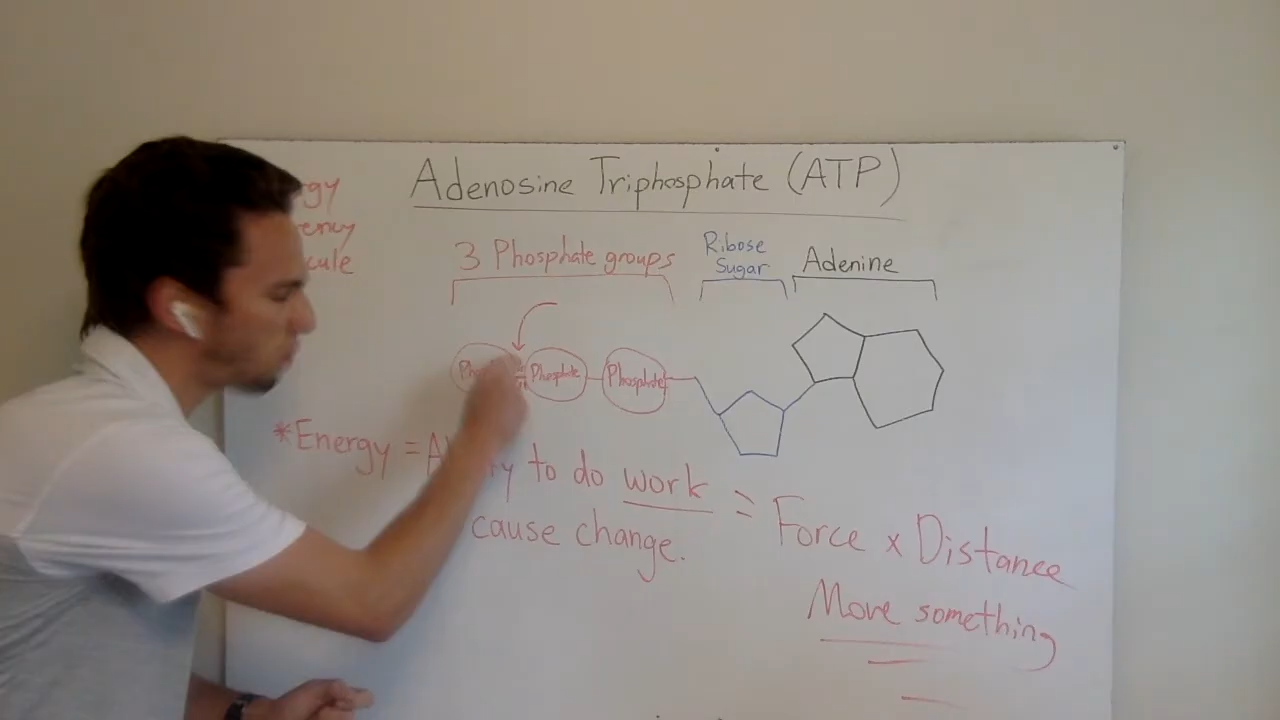 Adenosine Triphosphate (ATP)
3 Phosphate groups
Ribose
Sugar
Adenine
Phosphate Phosphate
*Energy = to do work = Force x Distance
cause change.
Move something